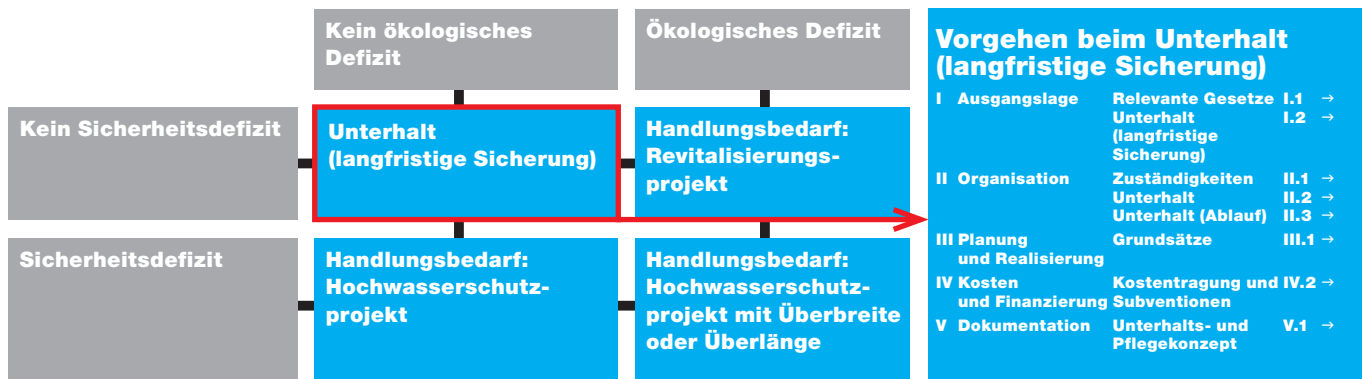 Kein ökologisches
Defizit
Ökologisches Defizit
Kein Sicherheitsdefizit
Unterhalt
(langfristige Sicherung)
Handlungsbedarf:
Revitalisierungs-
projekt
Sicherheitsdefizit
Handlungsbedarf:
Hochwasserschutz-
projekt
Handlungsbedarf:
Hochwasserschutz-
projekt mit Überbreite
oder Überlänge
Vorgehen beim Unterhalt
(langfristige Sicherung)
I Ausgangslage Relevante Gesetze I.1 →
Unterhalt I.2 →
(langfristige
Sicherung)
II Organisation Zuständigkeiten II.1 →
Unterhalt II.2 →
Unterhalt (Ablauf) II.3 →
III Planung Grundsätze III.1 →
und Realisierung
IV Kosten Kostentragung und IV.2 →
und Finanzierung Subventionen
V Dokumentation Unterhalts- und V.1 →
Pflegekonzept